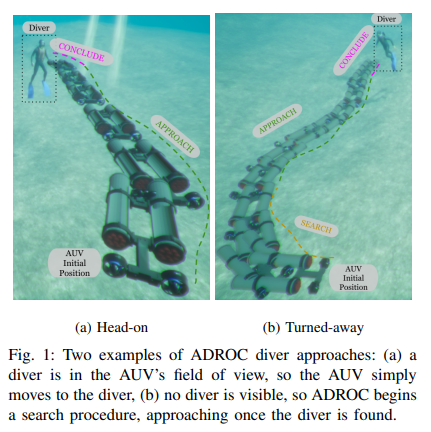 Diver
CONCLUDE
APPROACH
AUV
Initial
Position
Diver
CONCLUDE
APPROACH
SEARCH
AUV
Initial
Position
(a) Head-on
(b) Turned-away
Fig. 1: Two examples of ADROC diver approaches: (a) a
diver is in the AUV's field of view, so the AUV simply
moves to the diver, (b) no diver is visible, so ADROC begins
a search procedure, approaching once the diver is found.